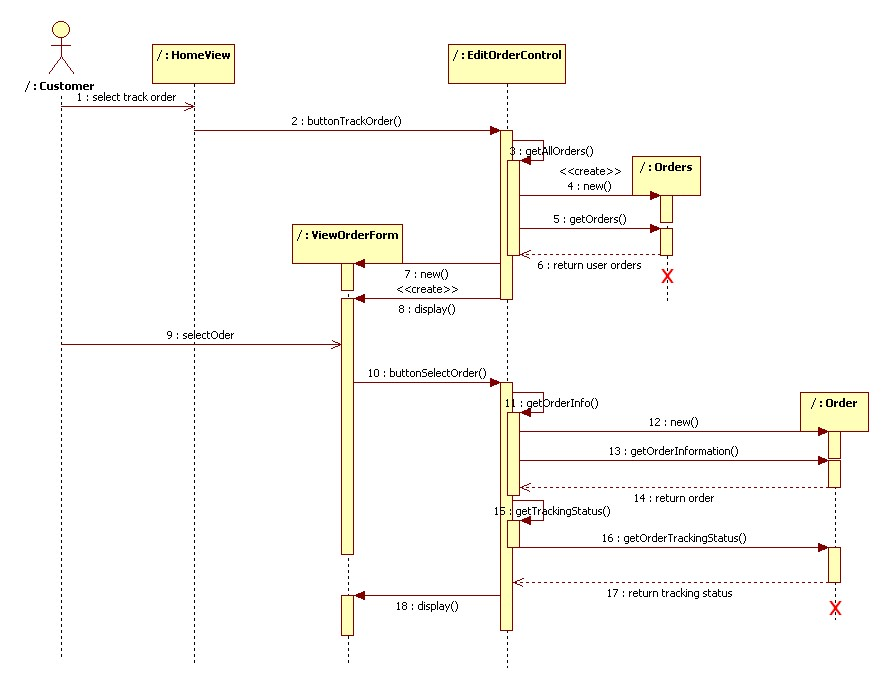 / : Customer
/ : HomeView
/ : EditOrderControl
1 : select track order
2 : buttonTrackOrder()
3 : getAllOrders()
/ : Orders
<<create>>
4 : new()
5 : getOrders()
/ : ViewOrderForm
6 : return user orders
7 : new()
<<create>>
8 : display()
9 : selectOder
10 : buttonSelectOrder()
11 : getOrderInfo()
/ : Order
12 : new()
13 : getOrderInformation()
14 : return order
15 : getTrackingStatus()
16 : getOrderTrackingStatus()
17 : return tracking status
18 : display()